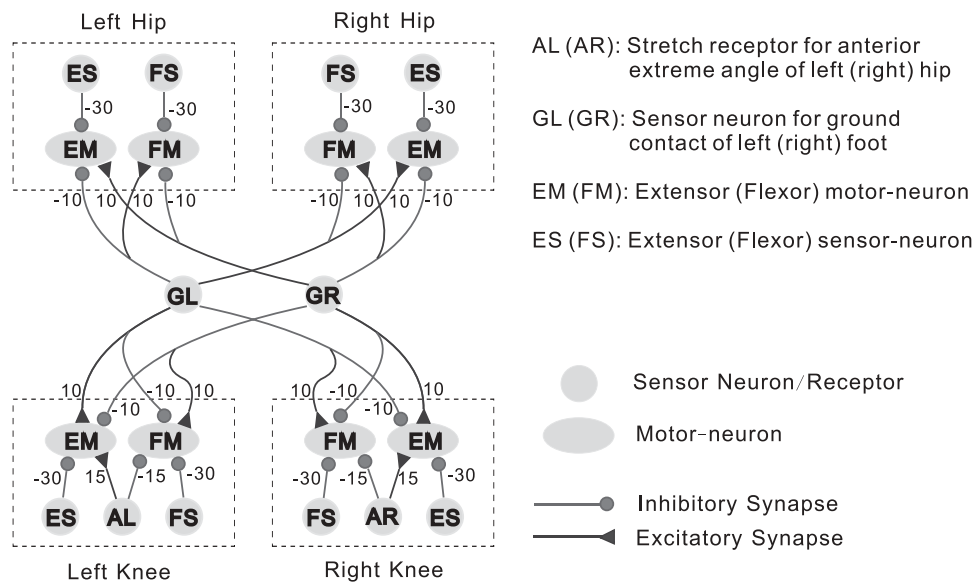 Left Hip
Right Hip
ES FS
FS ES
-30 -30
-30 -30
EM FM
FM EM
-10 10 10 -10
-10 10 10 -10
GL GR
10 -10 -10 10
10 -10 -10 10
EM FM
FM EM
-30 15 -15 -30
-30 -15 15 -30
ES AL FS
FS AR ES
Left Knee
Right Knee
AL (AR): Stretch receptor for anterior
extreme angle of left (right) hip
GL (GR): Sensor neuron for ground
contact of left (right) foot
EM (FM): Extensor (Flexor) motor-neuron
ES (FS): Extensor (Flexor) sensor-neuron
Sensor Neuron/Receptor
Motor-neuron
Inhibitory Synapse
Excitatory Synapse